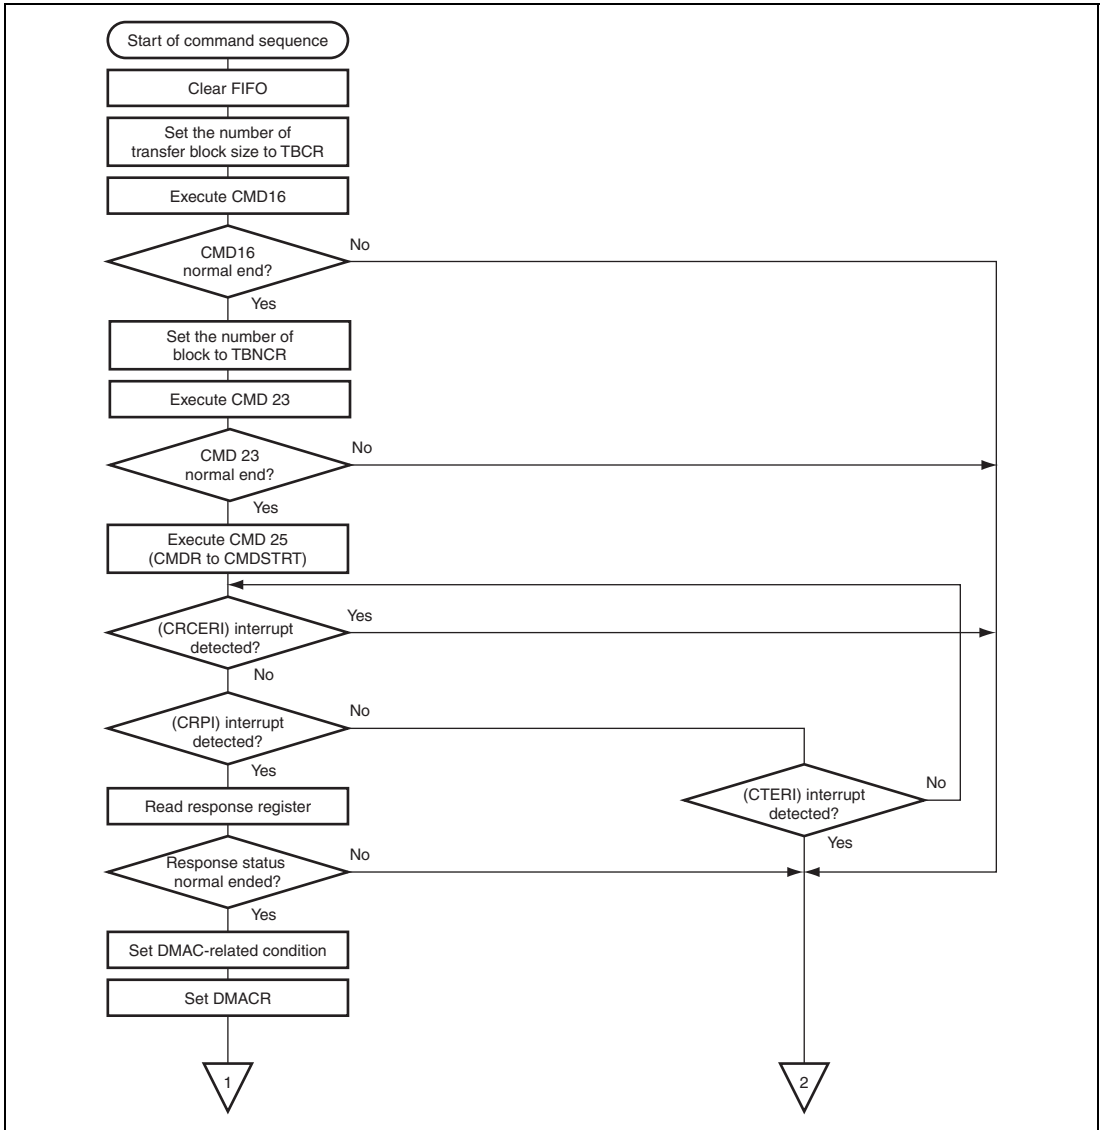 Start of command sequence
Clear FIFO
Set the number of
transfer block size to TBCR
Execute CMD16
CMD16
normal end?
No
Yes
Set the number of
block to TBNCR
Execute CMD 23
CMD 23
normal end?
No
Yes
Execute CMD 25
(CMDR to CMDSTRT)
(CRCERI) interrupt
detected?
Yes
No
(CRPI) interrupt
detected?
No
Yes
(CTERI) interrupt
detected?
No
Yes
Read response register
Response status
normal ended?
No
Yes
Set DMAC-related condition
Set DMACR
1
2